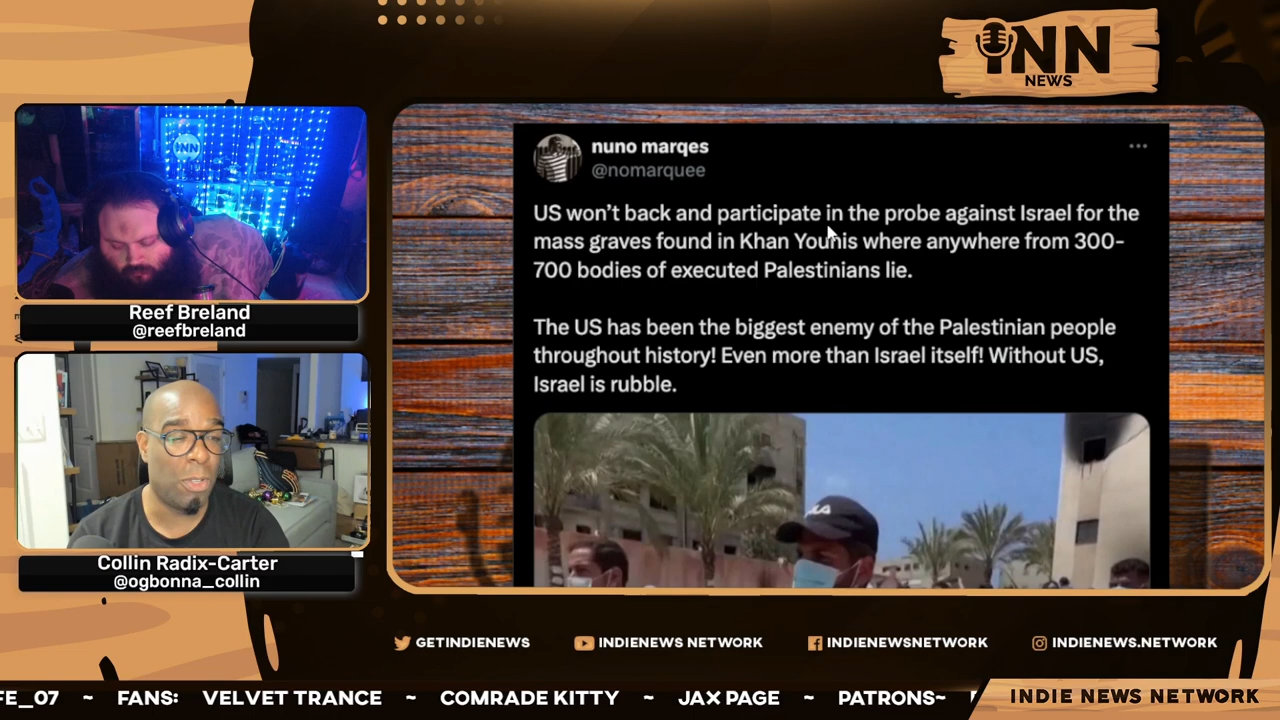 INN
NEWS
INN
Reef Breland
@reefbreland
Collin Radix-Carter
@ogbonna_collin
nuno marqes
@nomarquee
US won’t back and participate in the probe against Israel for the
mass graves found in Khan Younis where anywhere from 300-
700 bodies of executed Palestinians lie.
The US has been the biggest enemy of the Palestinian people
throughout history! Even more than Israel itself! Without US,
Israel is rubble.
GETINDIENEWS
INDIENEWS NETWORK
INDIENEWSNETWORK
INDIENEWS.NETWORK
FE_07 ~ FANS: VELVET TRANCE ~ COMRADE KITTY ~ JAX PAGE ~ PATRONS~
INDIE NEWS NETWORK